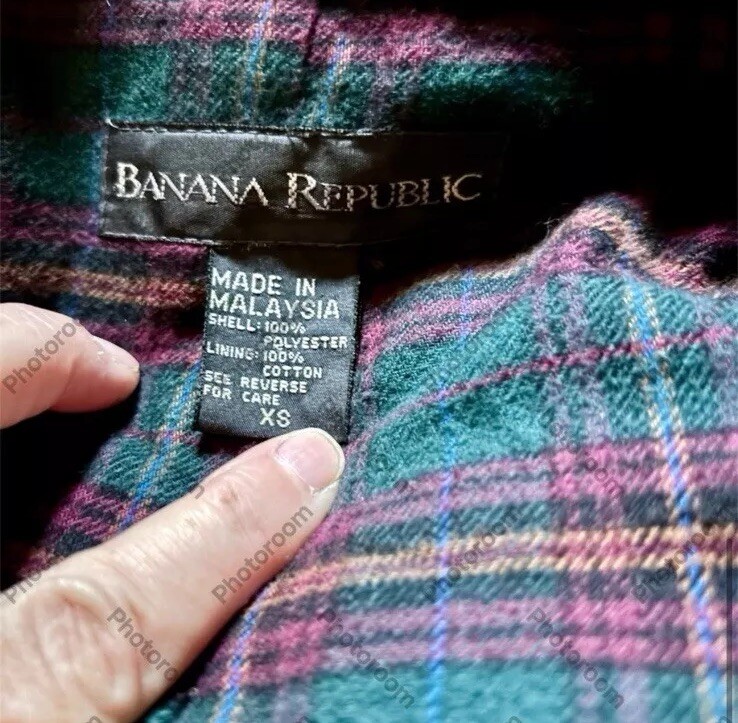 BANANA REPUBLIC
MADE IN
MALAYSIA
SHELL: 100%
POLYESTER
LINING: 100%
COTTON
SEE REVERSE
FOR CARE
XS
Photoroom
Photoroom
Photoroom
Photoroom
Photoroom
Photoroom